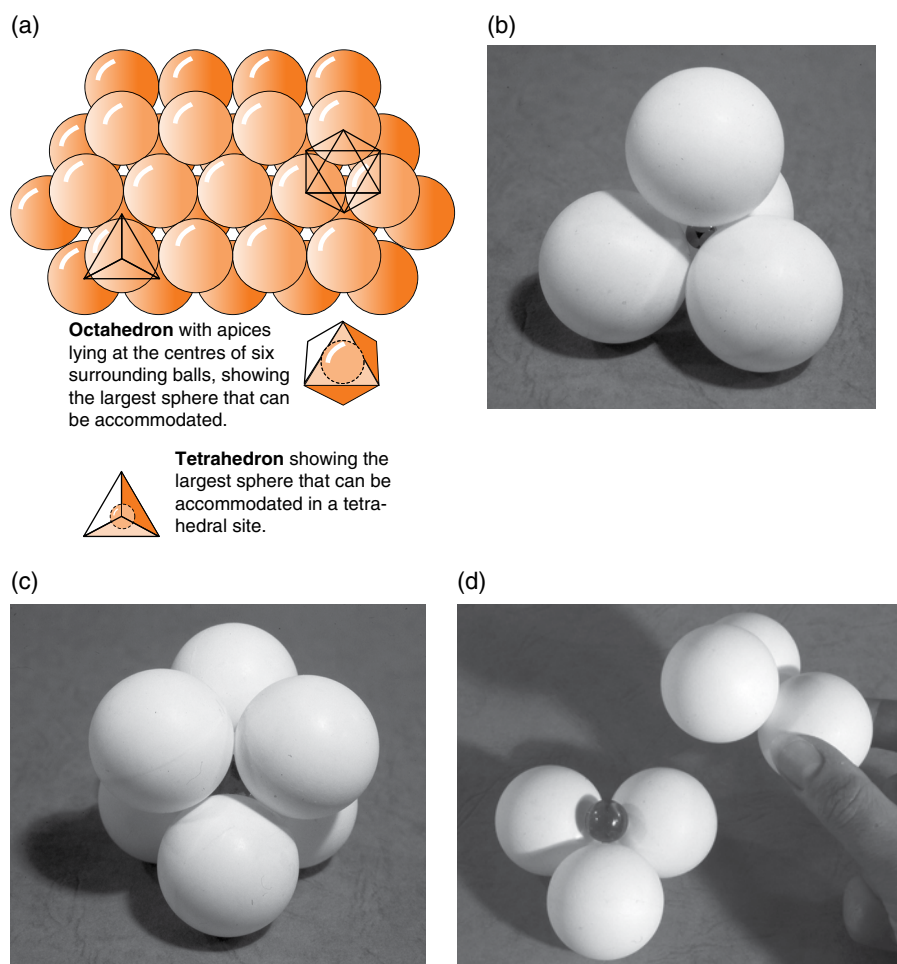 (a)
(b)
Octahedron with apices
lying at the centres of six
surrounding balls, showing
the largest sphere that can
be accommodated.
Tetrahedron showing the
largest sphere that can be
accommodated in a tetra-
hedral site.
(c)
(d)